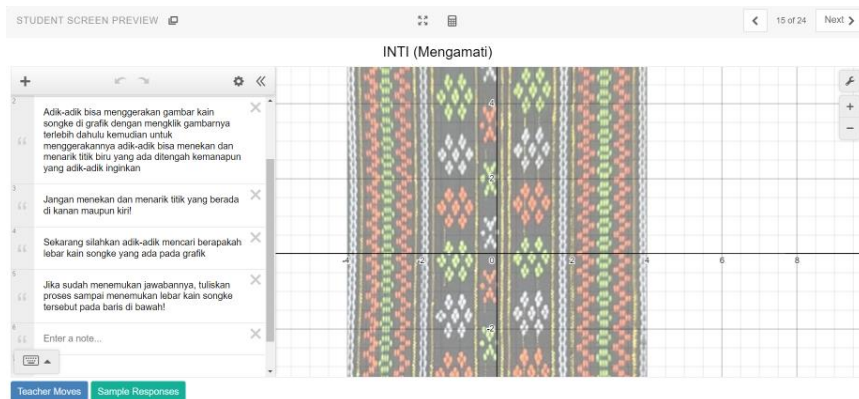 STUDENT SCREEN PREVIEW
15 of 24
Next
INTI (Mengamati)
2
Adik-adik bisa menggerakan gambar kain
songke di grafik dengan mengklik gambarnya
terlebih dahulu kemudian untuk
menggerakannya adik-adik bisa menekan dan
menarik titik biru yang ada ditengah kemanapun
yang adik-adik inginkan
3
Jangan menekan dan menarik titik yang berada
di kanan maupun kiri!
4
Sekarang silahkan adik-adik mencari berapakah
lebar kain songke yang ada pada grafik
5
Jika sudah menemukan jawabannya, tuliskan
proses sampai menemukan lebar kain songke
tersebut pada baris di bawah!
6
Enter a note...
4
2
-4
-2
0
2
4
6
8
-2
Teacher Moves
Sample Responses